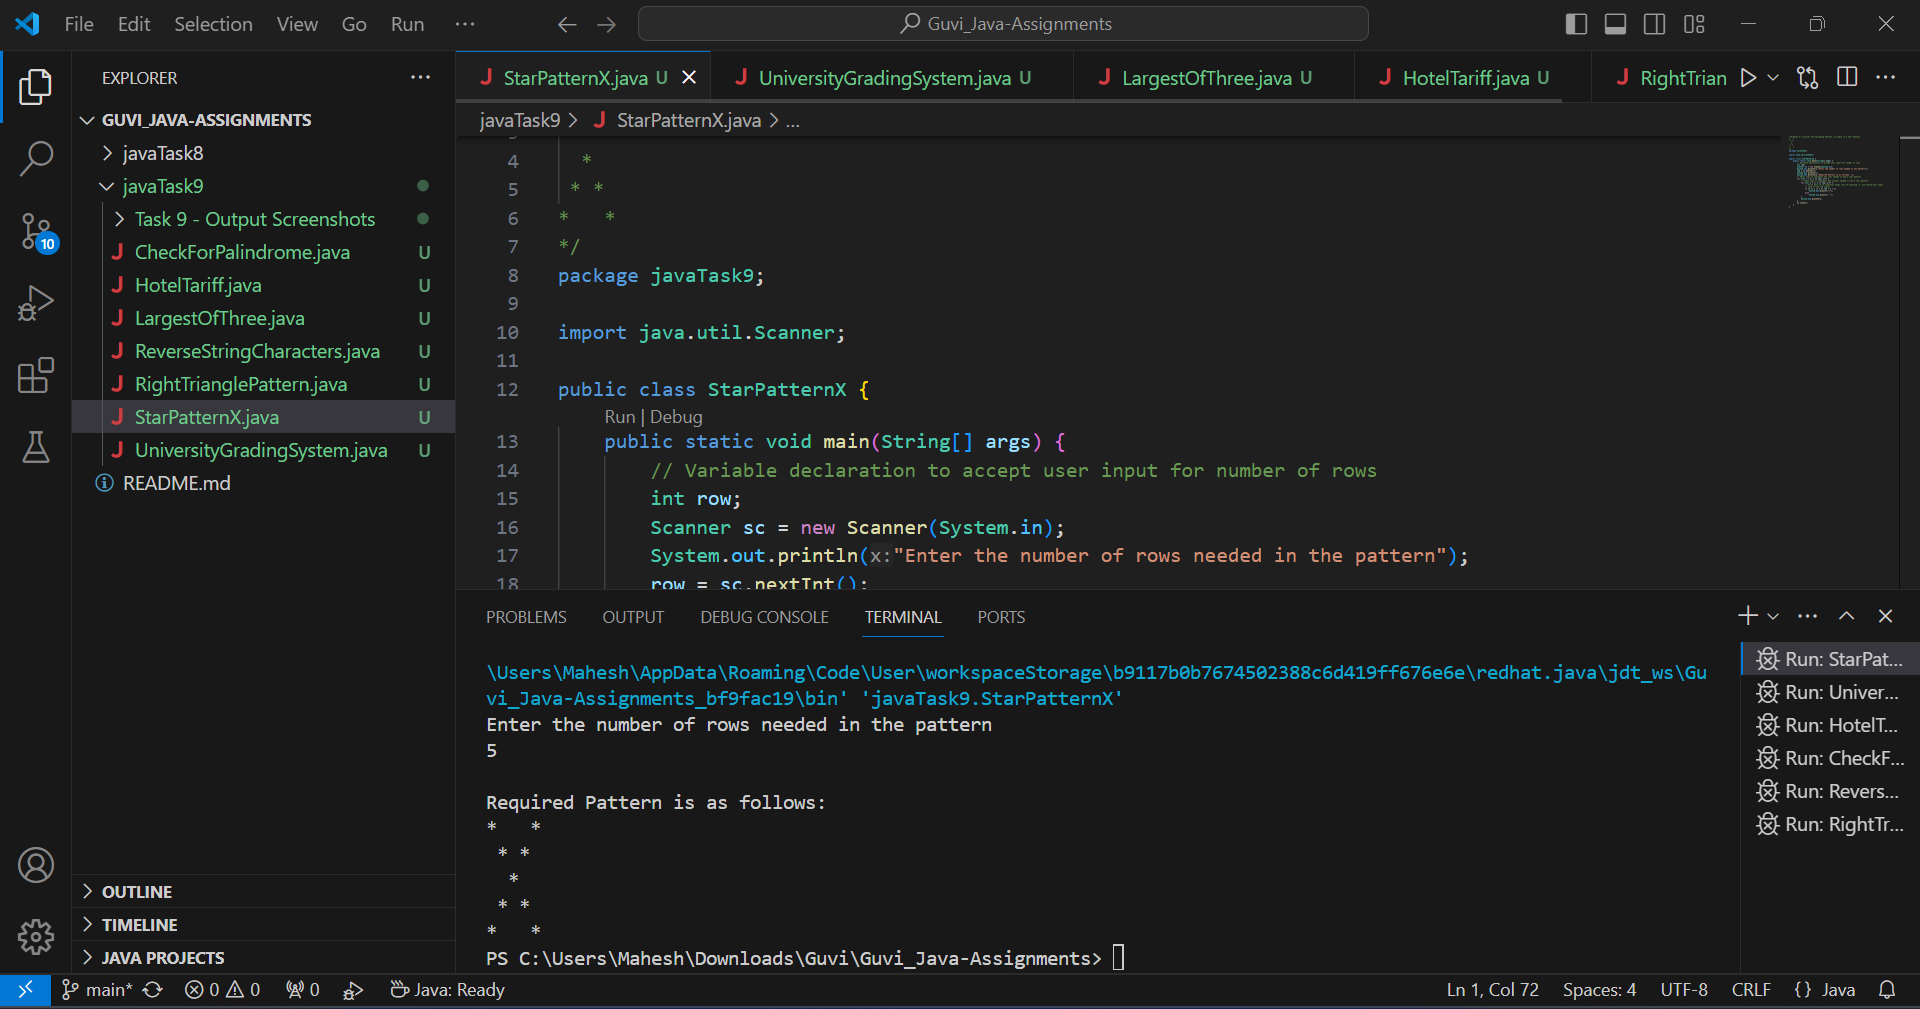 File Edit Selection View Go Run ···
Guvi_Java-Assignments
EXPLORER ···
GUVI_JAVA-ASSIGNMENTS
javaTask8
javaTask9
Task 9 - Output Screenshots
CheckForPalindrome.java U
HotelTariff.java U
LargestOfThree.java U
ReverseStringCharacters.java U
RightTrianglePattern.java U
StarPatternX.java U
UniversityGradingSystem.java U
README.md
10
OUTLINE
TIMELINE
JAVA PROJECTS
StarPatternX.java U
UniversityGradingSystem.java U
LargestOfThree.java U
HotelTariff.java U
RightTrian
javaTask9 > StarPatternX.java > ...
4   *
5  * *
6 *   *
7 */
8 package javaTask9;
9
10 import java.util.Scanner;
11
12 public class StarPatternX {
Run | Debug
13 public static void main(String[] args) {
14 // Variable declaration to accept user input for number of rows
15 int row;
16 Scanner sc = new Scanner(System.in);
17 System.out.println(x:"Enter the number of rows needed in the pattern");
18 row = sc.nextInt();
PROBLEMS OUTPUT DEBUG CONSOLE TERMINAL PORTS
\Users\Mahesh\AppData\Roaming\Code\User\workspaceStorage\b9117b0b7674502388c6d419ff676e6e\redhat.java\jdt_ws\Gu
vi_Java-Assignments_bf9fac19\bin' 'javaTask9.StarPatternX'
Enter the number of rows needed in the pattern
5
Required Pattern is as follows:
*   *
 * *
  *
 * *
*   *
PS C:\Users\Mahesh\Downloads\Guvi\Guvi_Java-Assignments>
Run: StarPat...
Run: Univer...
Run: HotelT...
Run: CheckF...
Run: Revers...
Run: RightTr...
main* 0 0 0 Java: Ready
Ln 1, Col 72 Spaces: 4 UTF-8 CRLF {} Java